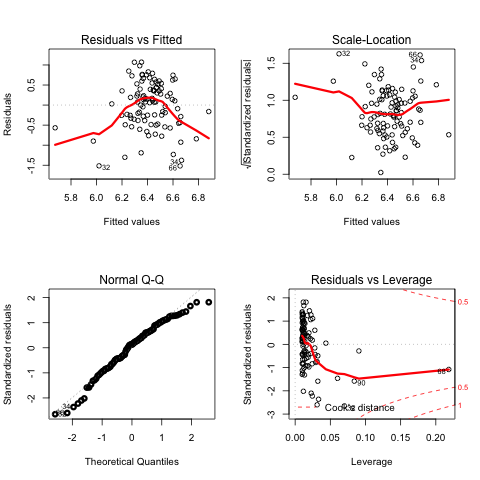 Residuals vs Fitted
Residuals
0.5
-0.5
-1.5
32
34
66
5.8 6.0 6.2 6.4 6.6 6.8
Fitted values
Scale-Location
√|Standardized residuals|
1.5
1.0
0.5
0.0
32
66
34
5.8 6.0 6.2 6.4 6.6 6.8
Fitted values
Normal Q-Q
Standardized residuals
2
1
0
-1
-2
34
-2 -1 0 1 2
Theoretical Quantiles
Residuals vs Leverage
Standardized residuals
2
1
0
-1
-2
-3
0.5
0.5
1
90
Cook's distance
0.00 0.05 0.10 0.15 0.20
Leverage